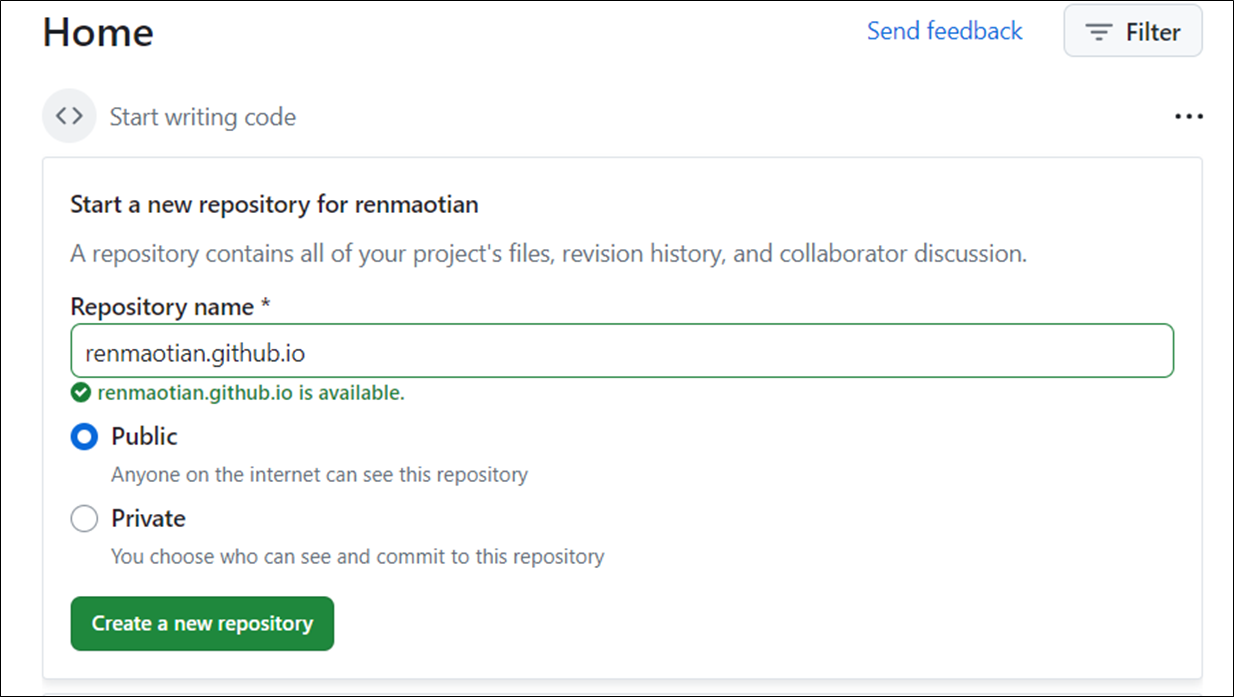 Home
Send feedback
Filter
Start writing code
Start a new repository for renmaotian
A repository contains all of your project's files, revision history, and collaborator discussion.
Repository name *
renmaotian.github.io
renmaotian.github.io is available.
Public
Anyone on the internet can see this repository
Private
You choose who can see and commit to this repository
Create a new repository